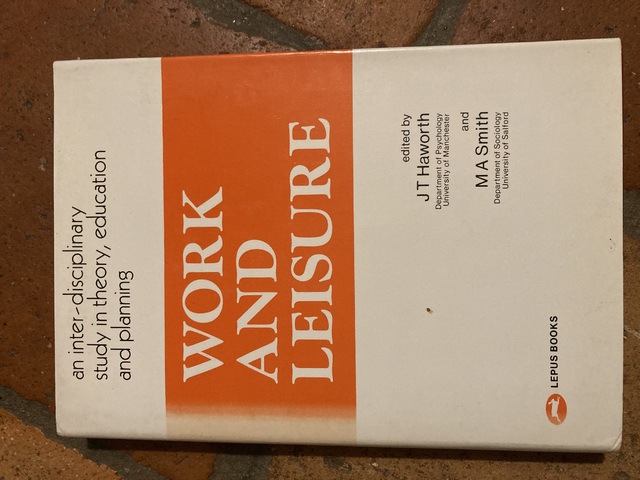 an inter-disciplinary
study in theory, education
and planning
WORK
AND
LEISURE
edited by
J T Haworth
Department of Psychology
University of Manchester
and
M A Smith
Department of Sociology
University of Salford
LEPUS BOOKS